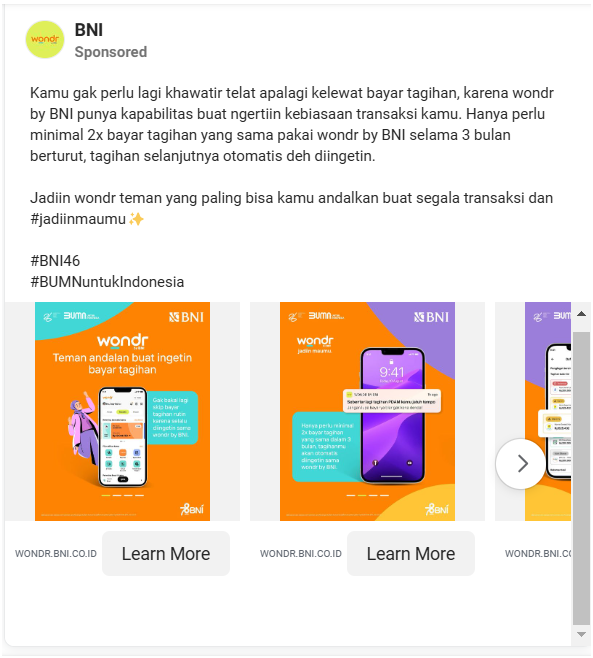 wondr
BNI
Sponsored
Kamu gak perlu lagi khawatir telat apalagi kelewat bayar tagihan, karena wondr
by BNI punya kapabilitas buat ngertiin kebiasaan transaksi kamu. Hanya perlu
minimal 2x bayar tagihan yang sama pakai wondr by BNI selama 3 bulan
berturut, tagihan selanjutnya otomatis deh diingetin.
Jadiin wondr teman yang paling bisa kamu andalkan buat segala transaksi dan
#jadiinmaumu✨
#BNI46
#BUMNuntukIndonesia
BUMN
BNI
wondr
Teman andalan buat ingetin
bayar tagihan
Gak bakal lagi
skip bayar
tagihan rutin
karena selalu
diingetin sama
wondr by BNI.
BNI
BUMN
BNI
wondr
jadiin maumu.
9:41
Hanya perlu minimal
2x bayar tagihan
yang sama dalam 3
bulan, tagihanmu
akan otomatis
diingetin sama
wondr by BNI.
BNI
BUMN
WONDR.BNI.CO.ID
Learn More
WONDR.BNI.CO.ID
Learn More
WONDR.BNI.CO